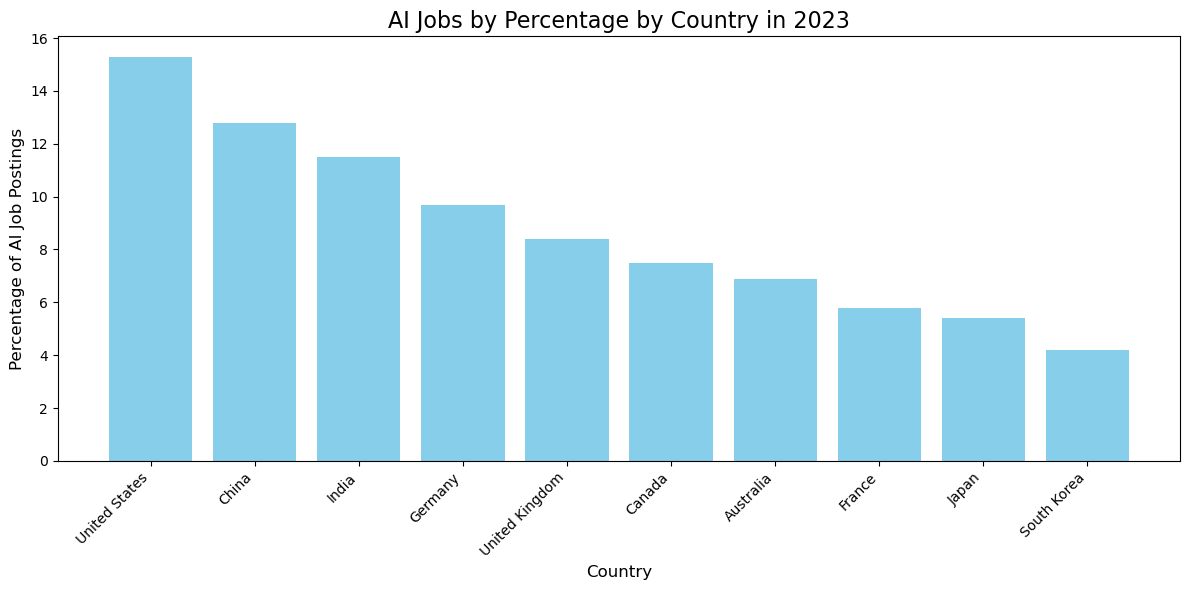 AI Jobs by Percentage by Country in 2023
Percentage of AI Job Postings
16
14
12
10
8
6
4
2
0
United States
China
India
Germany
United Kingdom
Canada
Australia
France
Japan
South Korea
Country